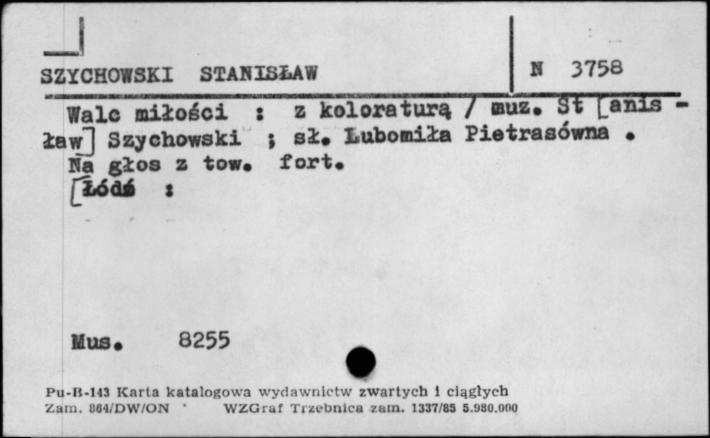 SZYCHOWSKI STANISŁAW
N 3758
Walc miłości : z koloraturą / muz. St [anis -
ław] Szychowski ; sł. Lubomiła Pietrasówna .
Na głos z tow. fort.
[Łódź :
Mus. 8255
Pu-B-143 Karta katalogowa wydawnictw zwartych i ciągłych
Zam. 864/DW/ON WZGraf Trzebnica zam. 1337/85 5.980.000